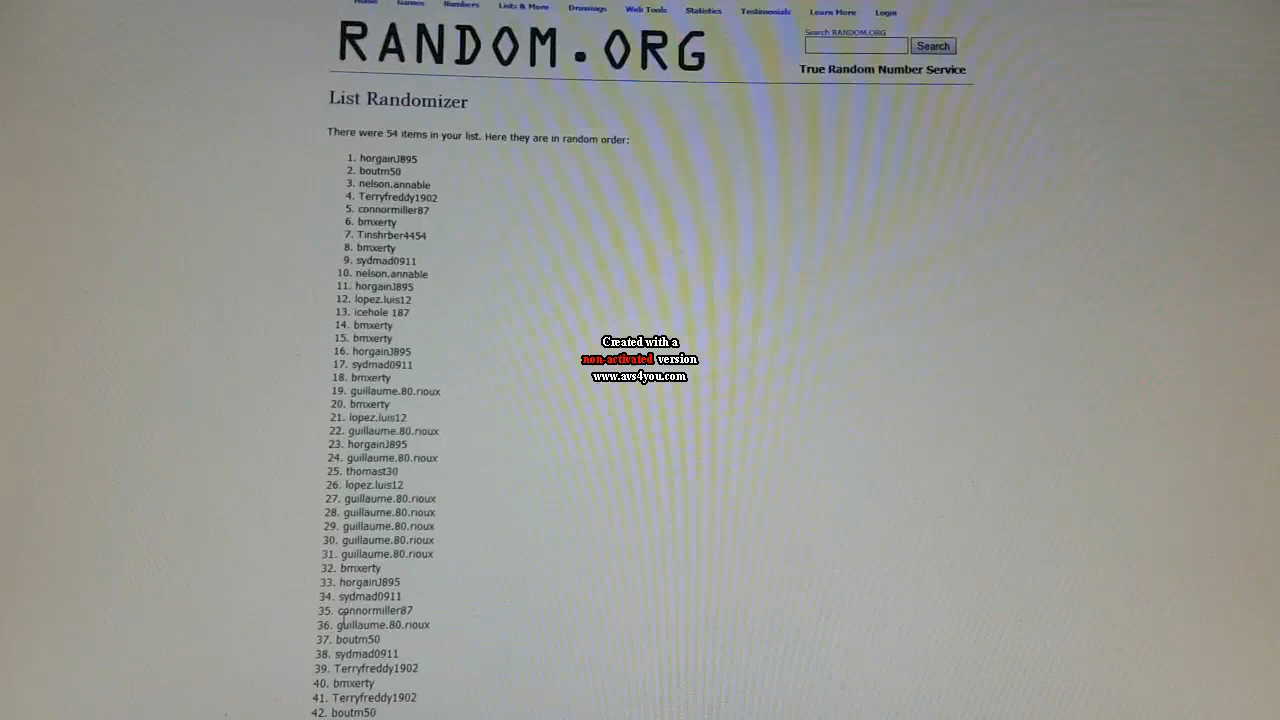 Home Games Numbers Lists & More Drawings Web Tools Statistics Testimonials Learn More Login
RANDOM.ORG
Search RANDOM.ORG
Search
True Random Number Service
List Randomizer
There were 54 items in your list. Here they are in random order:
1. horgainJ895
2. boutm50
3. nelson.annable
4. Terryfreddy1902
5. connormiller87
6. bmxerty
7. Tinshrber4454
8. bmxerty
9. sydmad0911
10. nelson.annable
11. horgainJ895
12. lopez.luis12
13. icehole 187
14. bmxerty
15. bmxerty
16. horgainJ895
17. sydmad0911
18. bmxerty
19. guillaume.80.rioux
20. bmxerty
21. lopez.luis12
22. guillaume.80.rioux
23. horgainJ895
24. guillaume.80.rioux
25. thomast30
26. lopez.luis12
27. guillaume.80.rioux
28. guillaume.80.rioux
29. guillaume.80.rioux
30. guillaume.80.rioux
31. guillaume.80.rioux
32. bmxerty
33. horgainJ895
34. sydmad0911
35. connormiller87
36. guillaume.80.rioux
37. boutm50
38. sydmad0911
39. Terryfreddy1902
40. bmxerty
41. Terryfreddy1902
42. boutm50
Created with a
non-activated version
www.avs4you.com